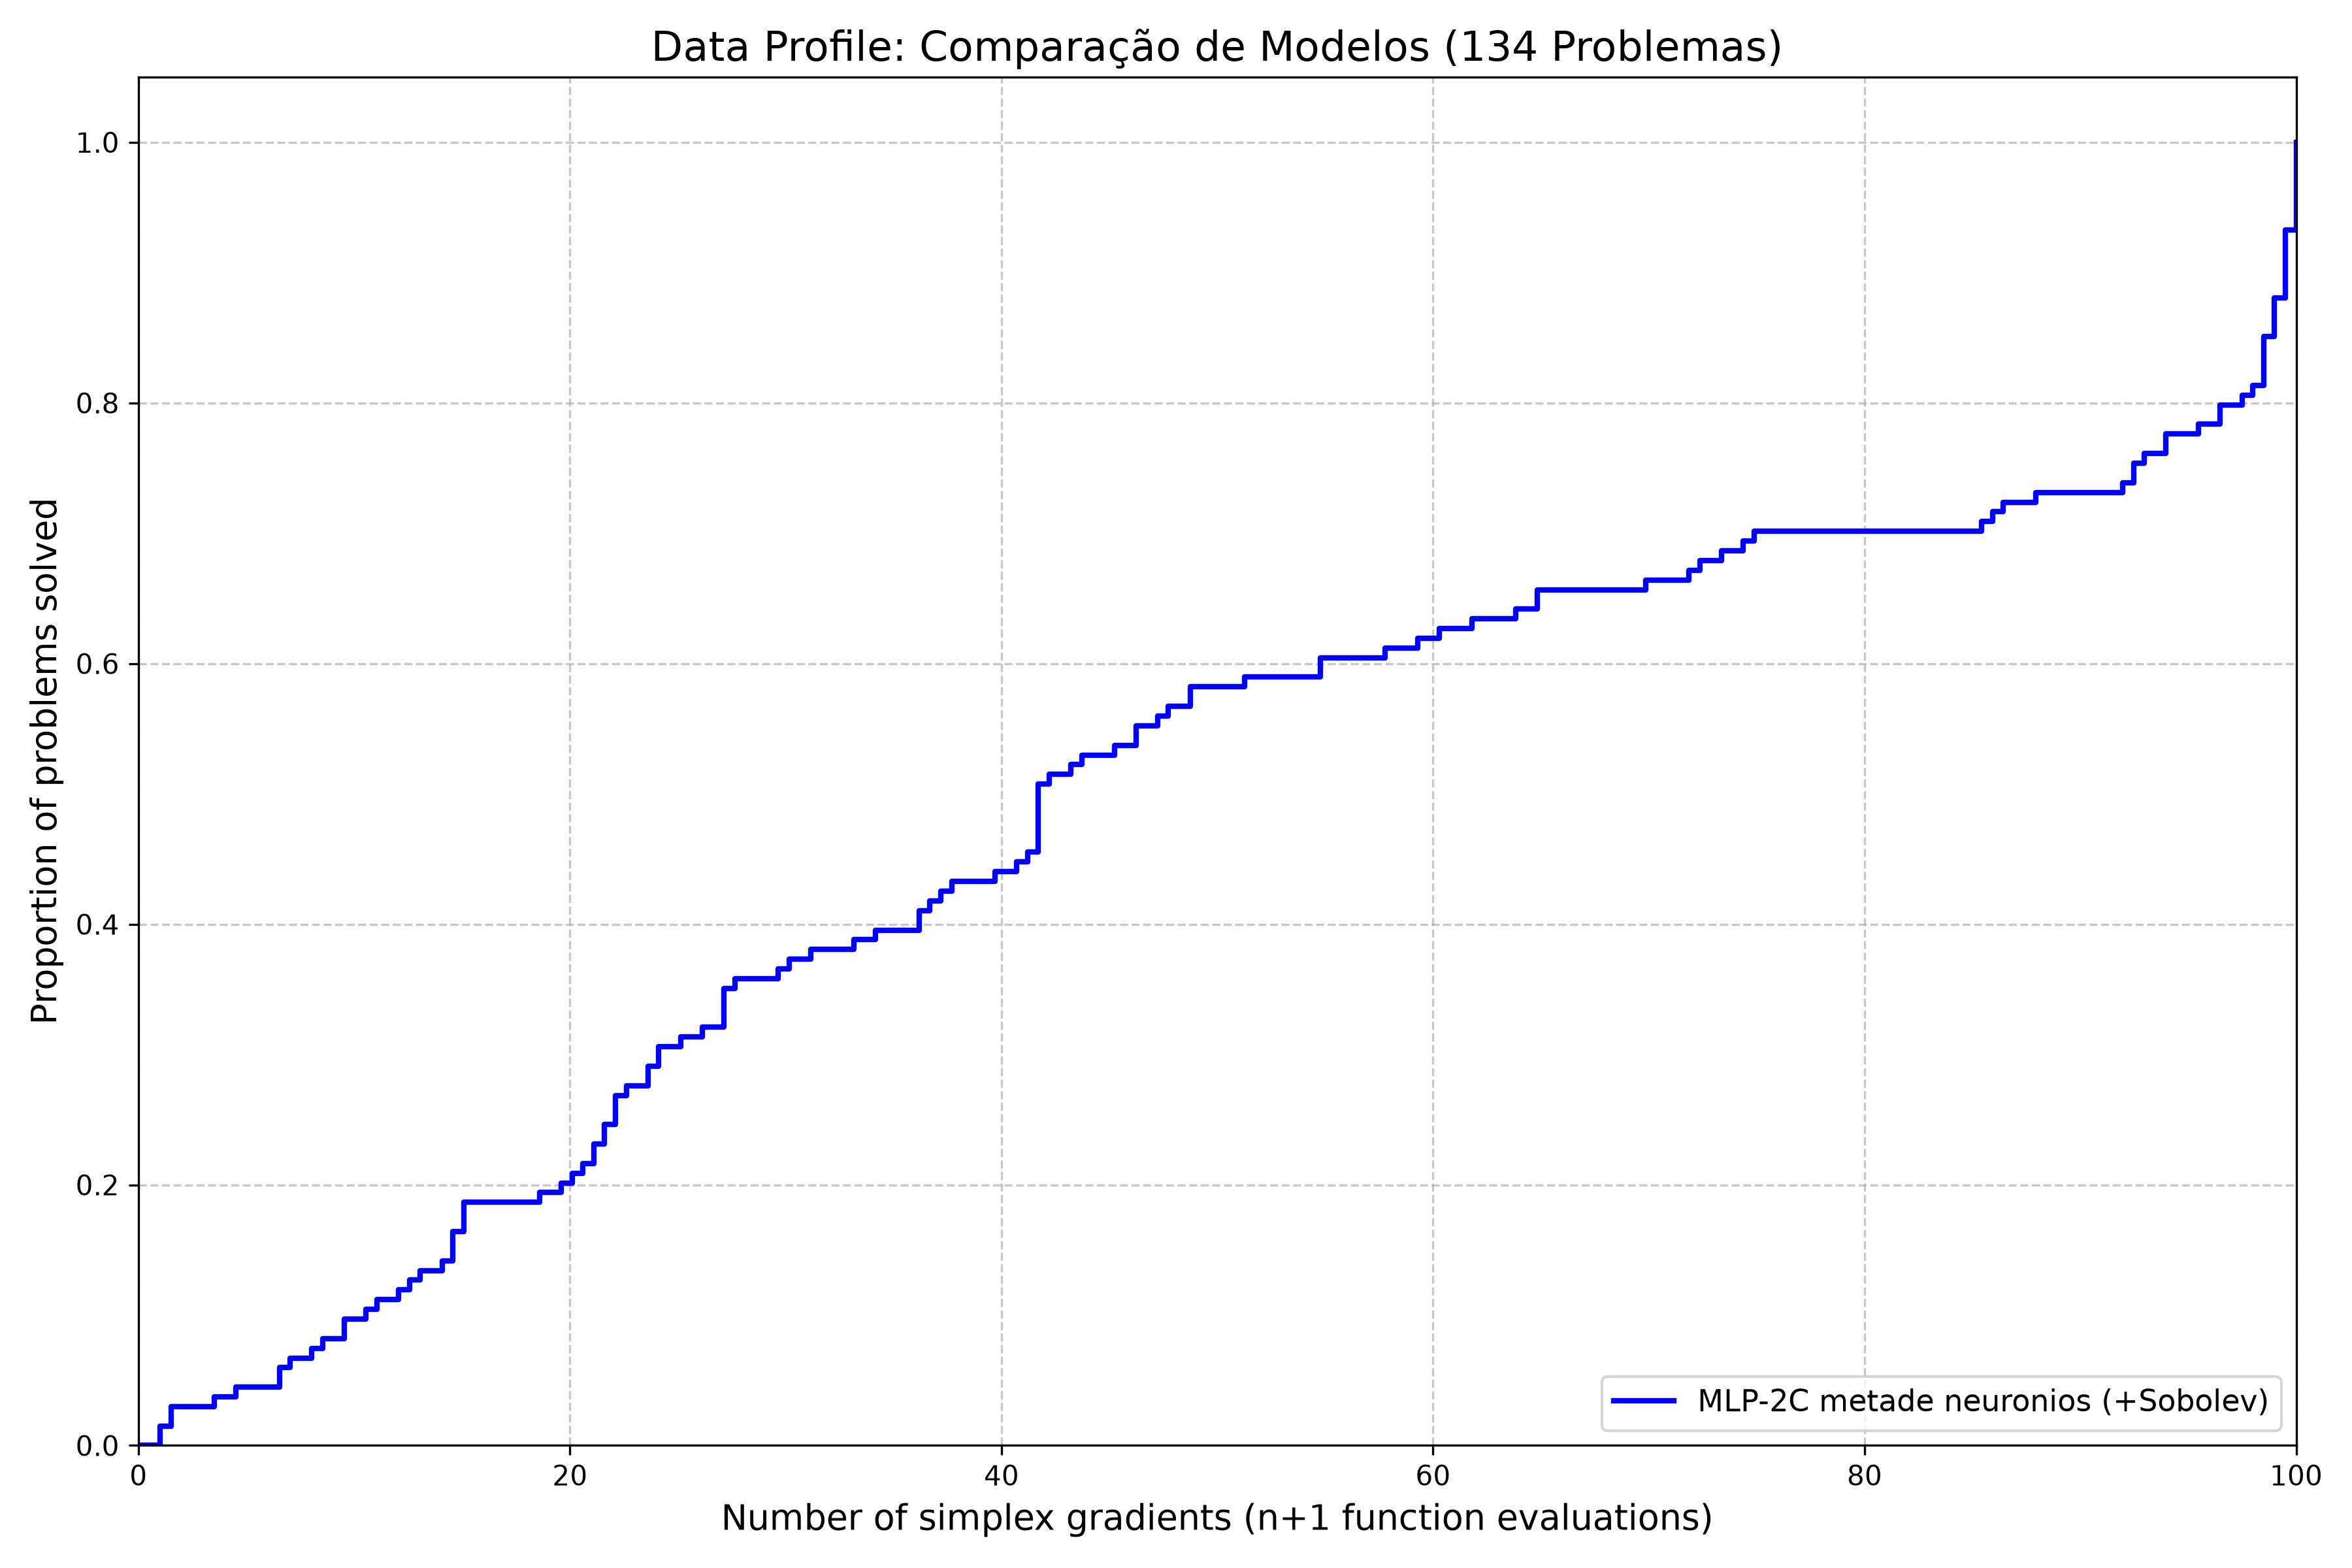 Data Profile: Comparação de Modelos (134 Problemas)
Proportion of problems solved
1.0
0.8
0.6
0.4
0.2
0.0
0 20 40 60 80 100
MLP-2C metade neuronios (+Sobolev)
Number of simplex gradients (n+1 function evaluations)